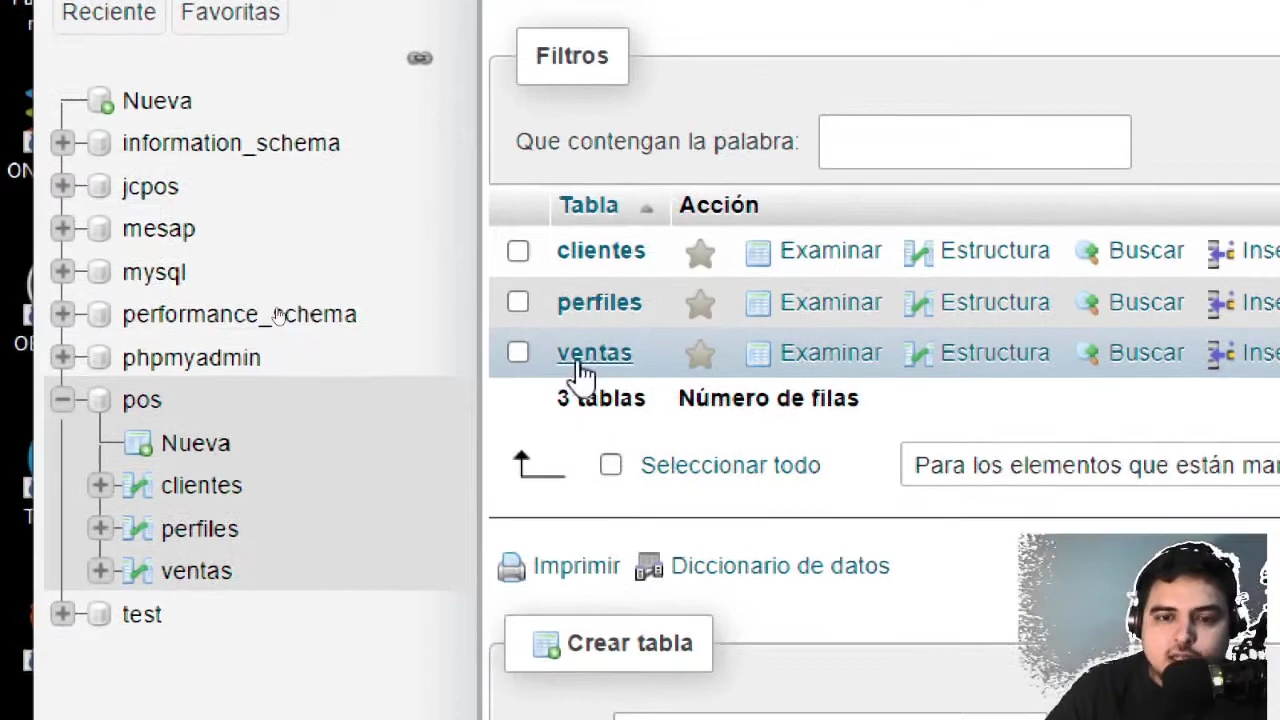 Reciente Favoritas
Nueva
information_schema
jcpos
mesap
mysql
performance_schema
phpmyadmin
pos
Nueva
clientes
perfiles
ventas
test
Filtros
Que contengan la palabra:
Tabla Acción
clientes Examinar Estructura Buscar
perfiles Examinar Estructura Buscar
ventas Examinar Estructura Buscar
3 tablas Número de filas
Seleccionar todo Para los elementos que están
Imprimir Diccionario de datos
Crear tabla